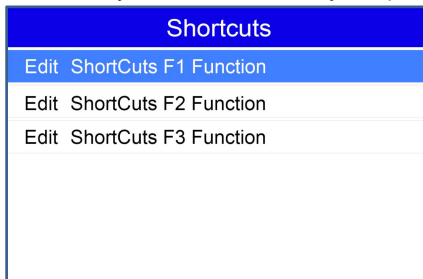 Shortcuts
Edit ShortCuts F1 Function
Edit ShortCuts F2 Function
Edit ShortCuts F3 Function